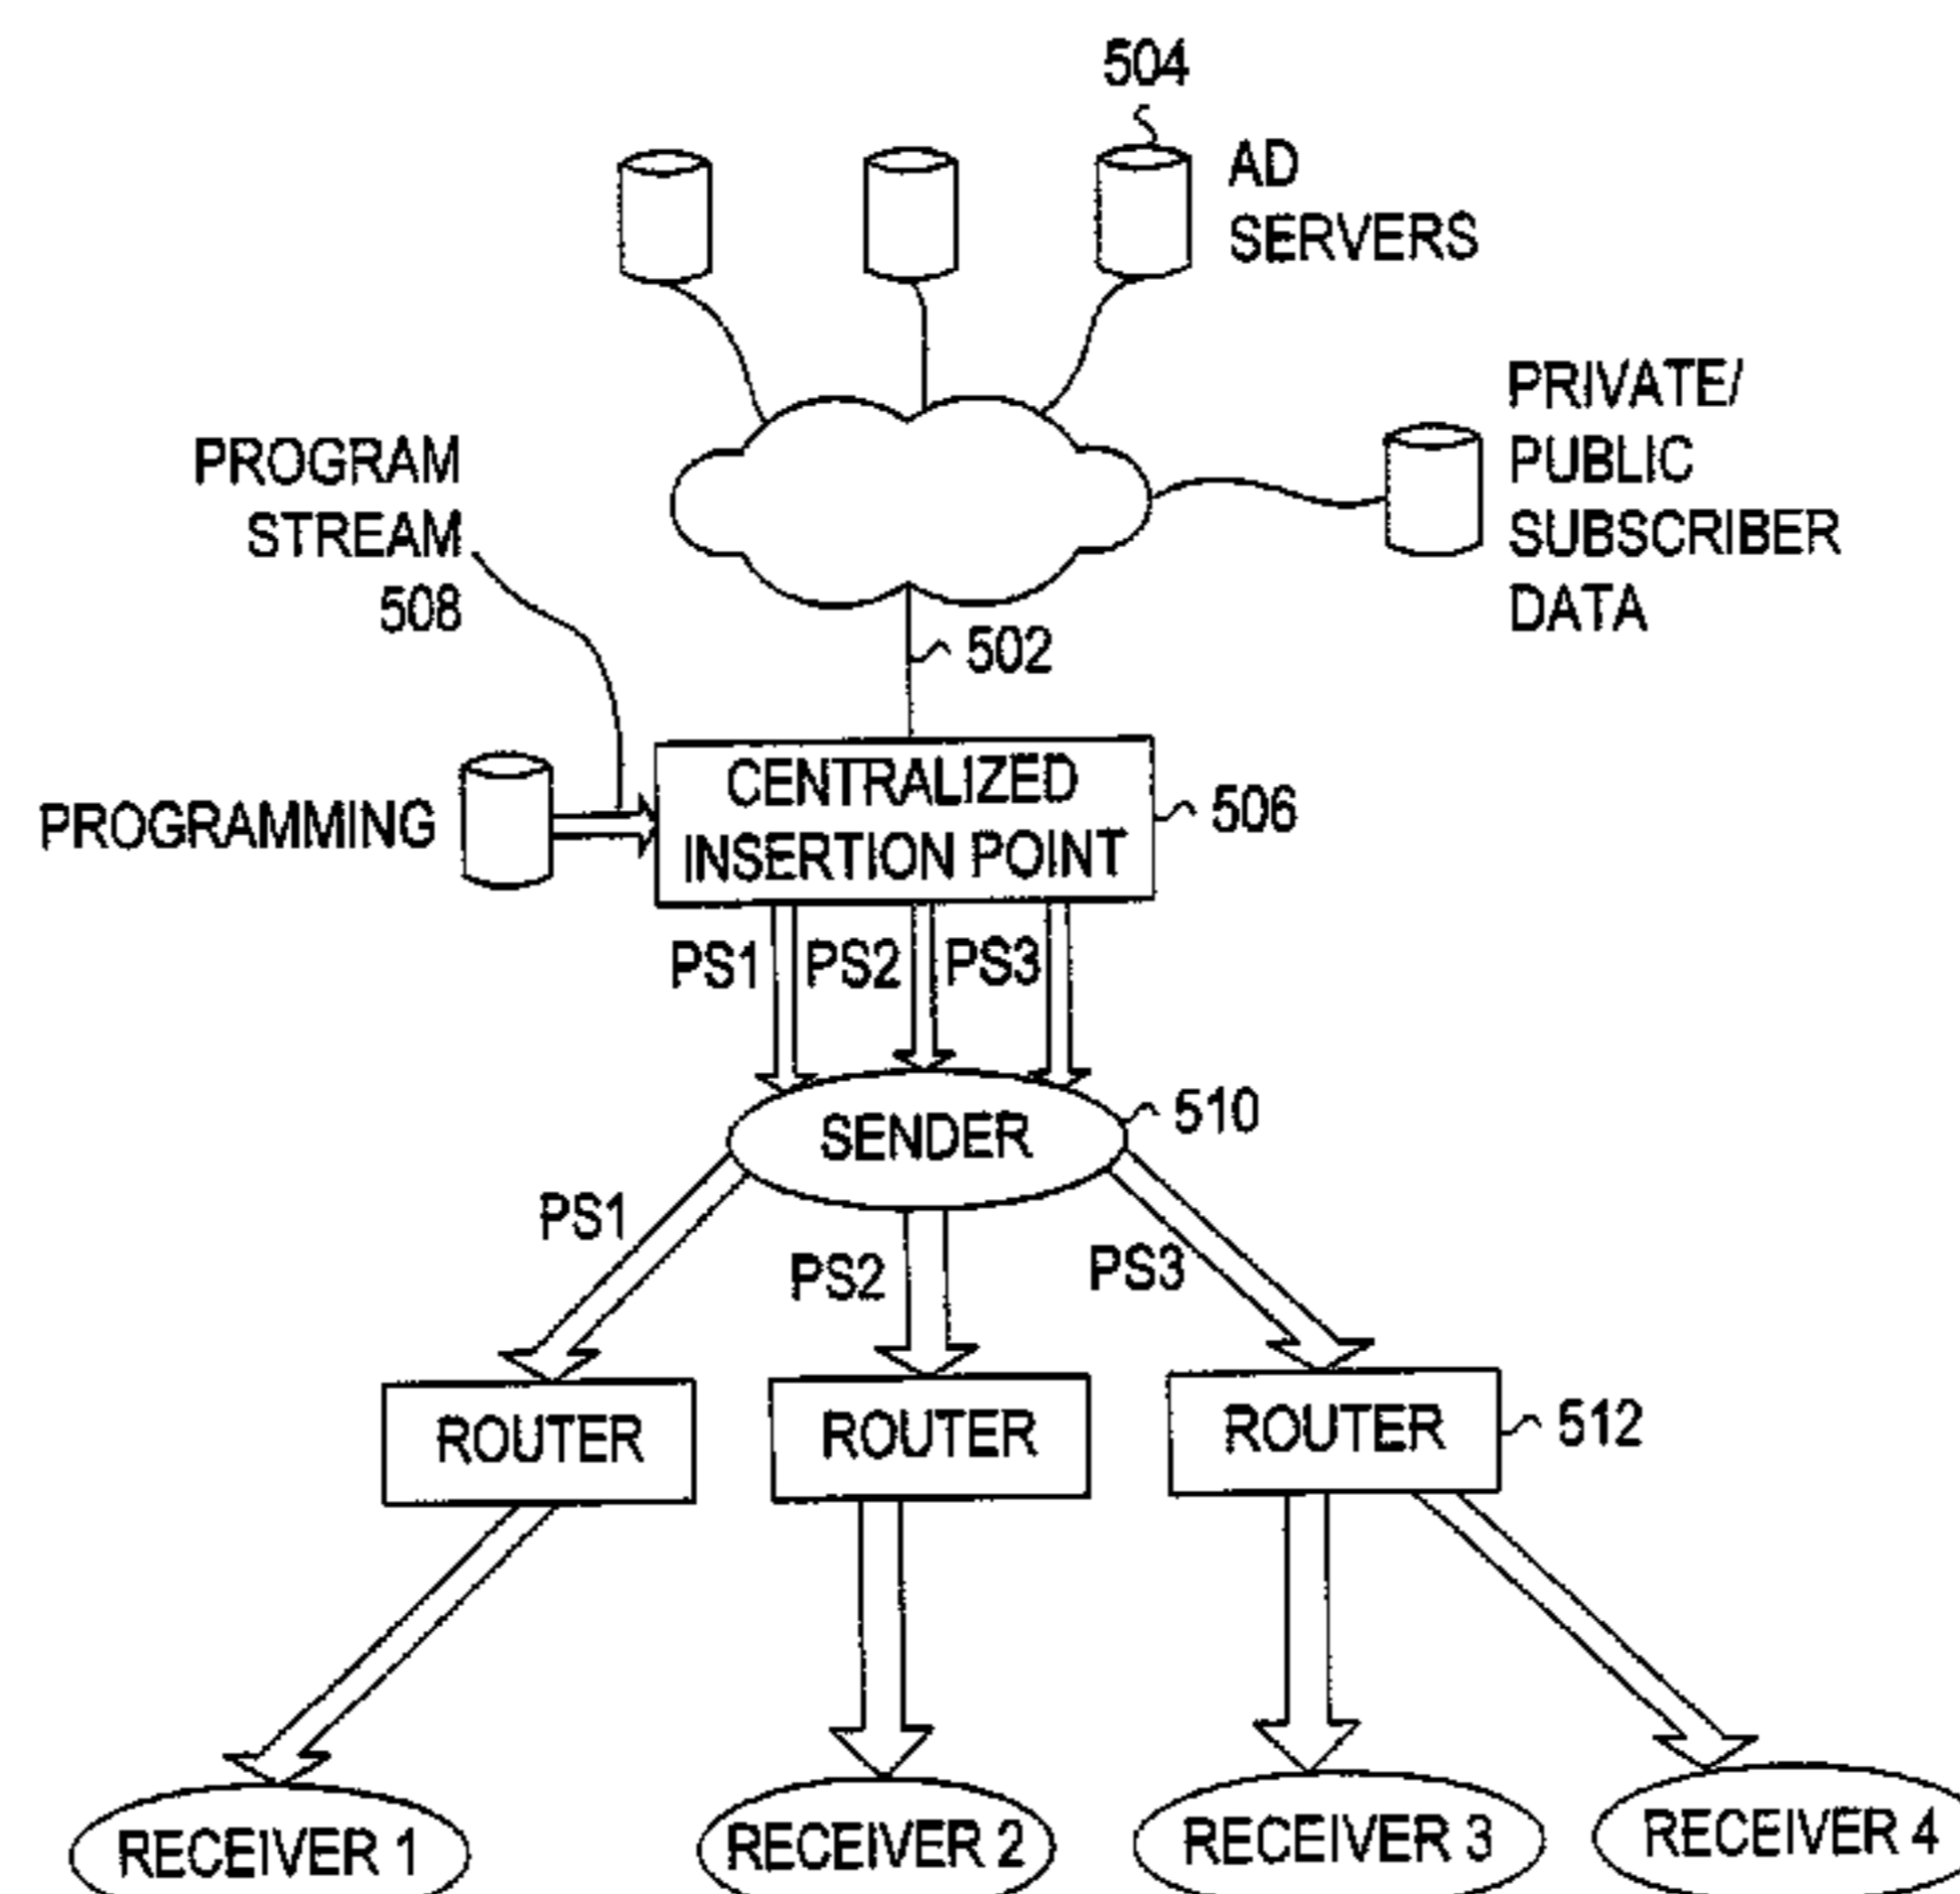 504
AD
SERVERS
PRIVATE/
PUBLIC
SUBSCRIBER
DATA
PROGRAM
STREAM
508
502
PROGRAMMING
CENTRALIZED
INSERTION POINT
506
PS1 PS2 PS3
SENDER
510
PS1
PS2
PS3
ROUTER
ROUTER
ROUTER
512
RECEIVER 1
RECEIVER 2
RECEIVER 3
RECEIVER 4